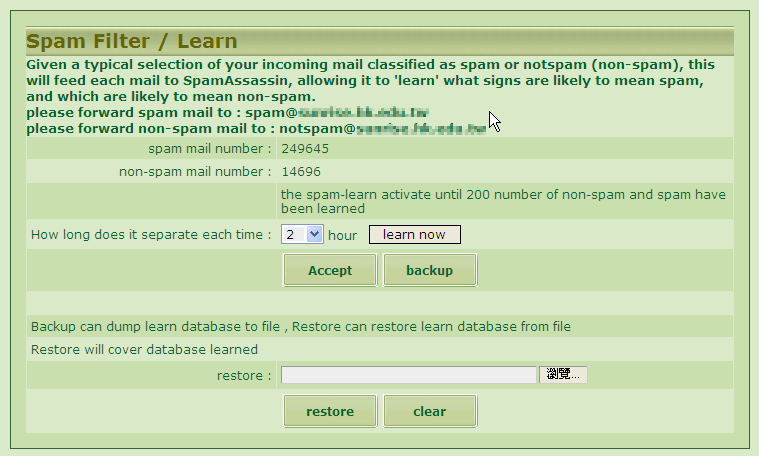 Spam Filter / Learn
Given a typical selection of your incoming mail classified as spam or notspam (non-spam), this
will feed each mail to SpamAssassin, allowing it to 'learn' what signs are likely to mean spam,
and which are likely to mean non-spam.
please forward spam mail to : spam@
please forward non-spam mail to : notspam@
spam mail number : 249645
non-spam mail number : 14696
the spam-learn activate until 200 number of non-spam and spam have
been learned
How long does it separate each time : 2 hour learn now
Accept backup
Backup can dump learn database to file , Restore can restore learn database from file
Restore will cover database learned
restore : 瀏覽...
restore clear